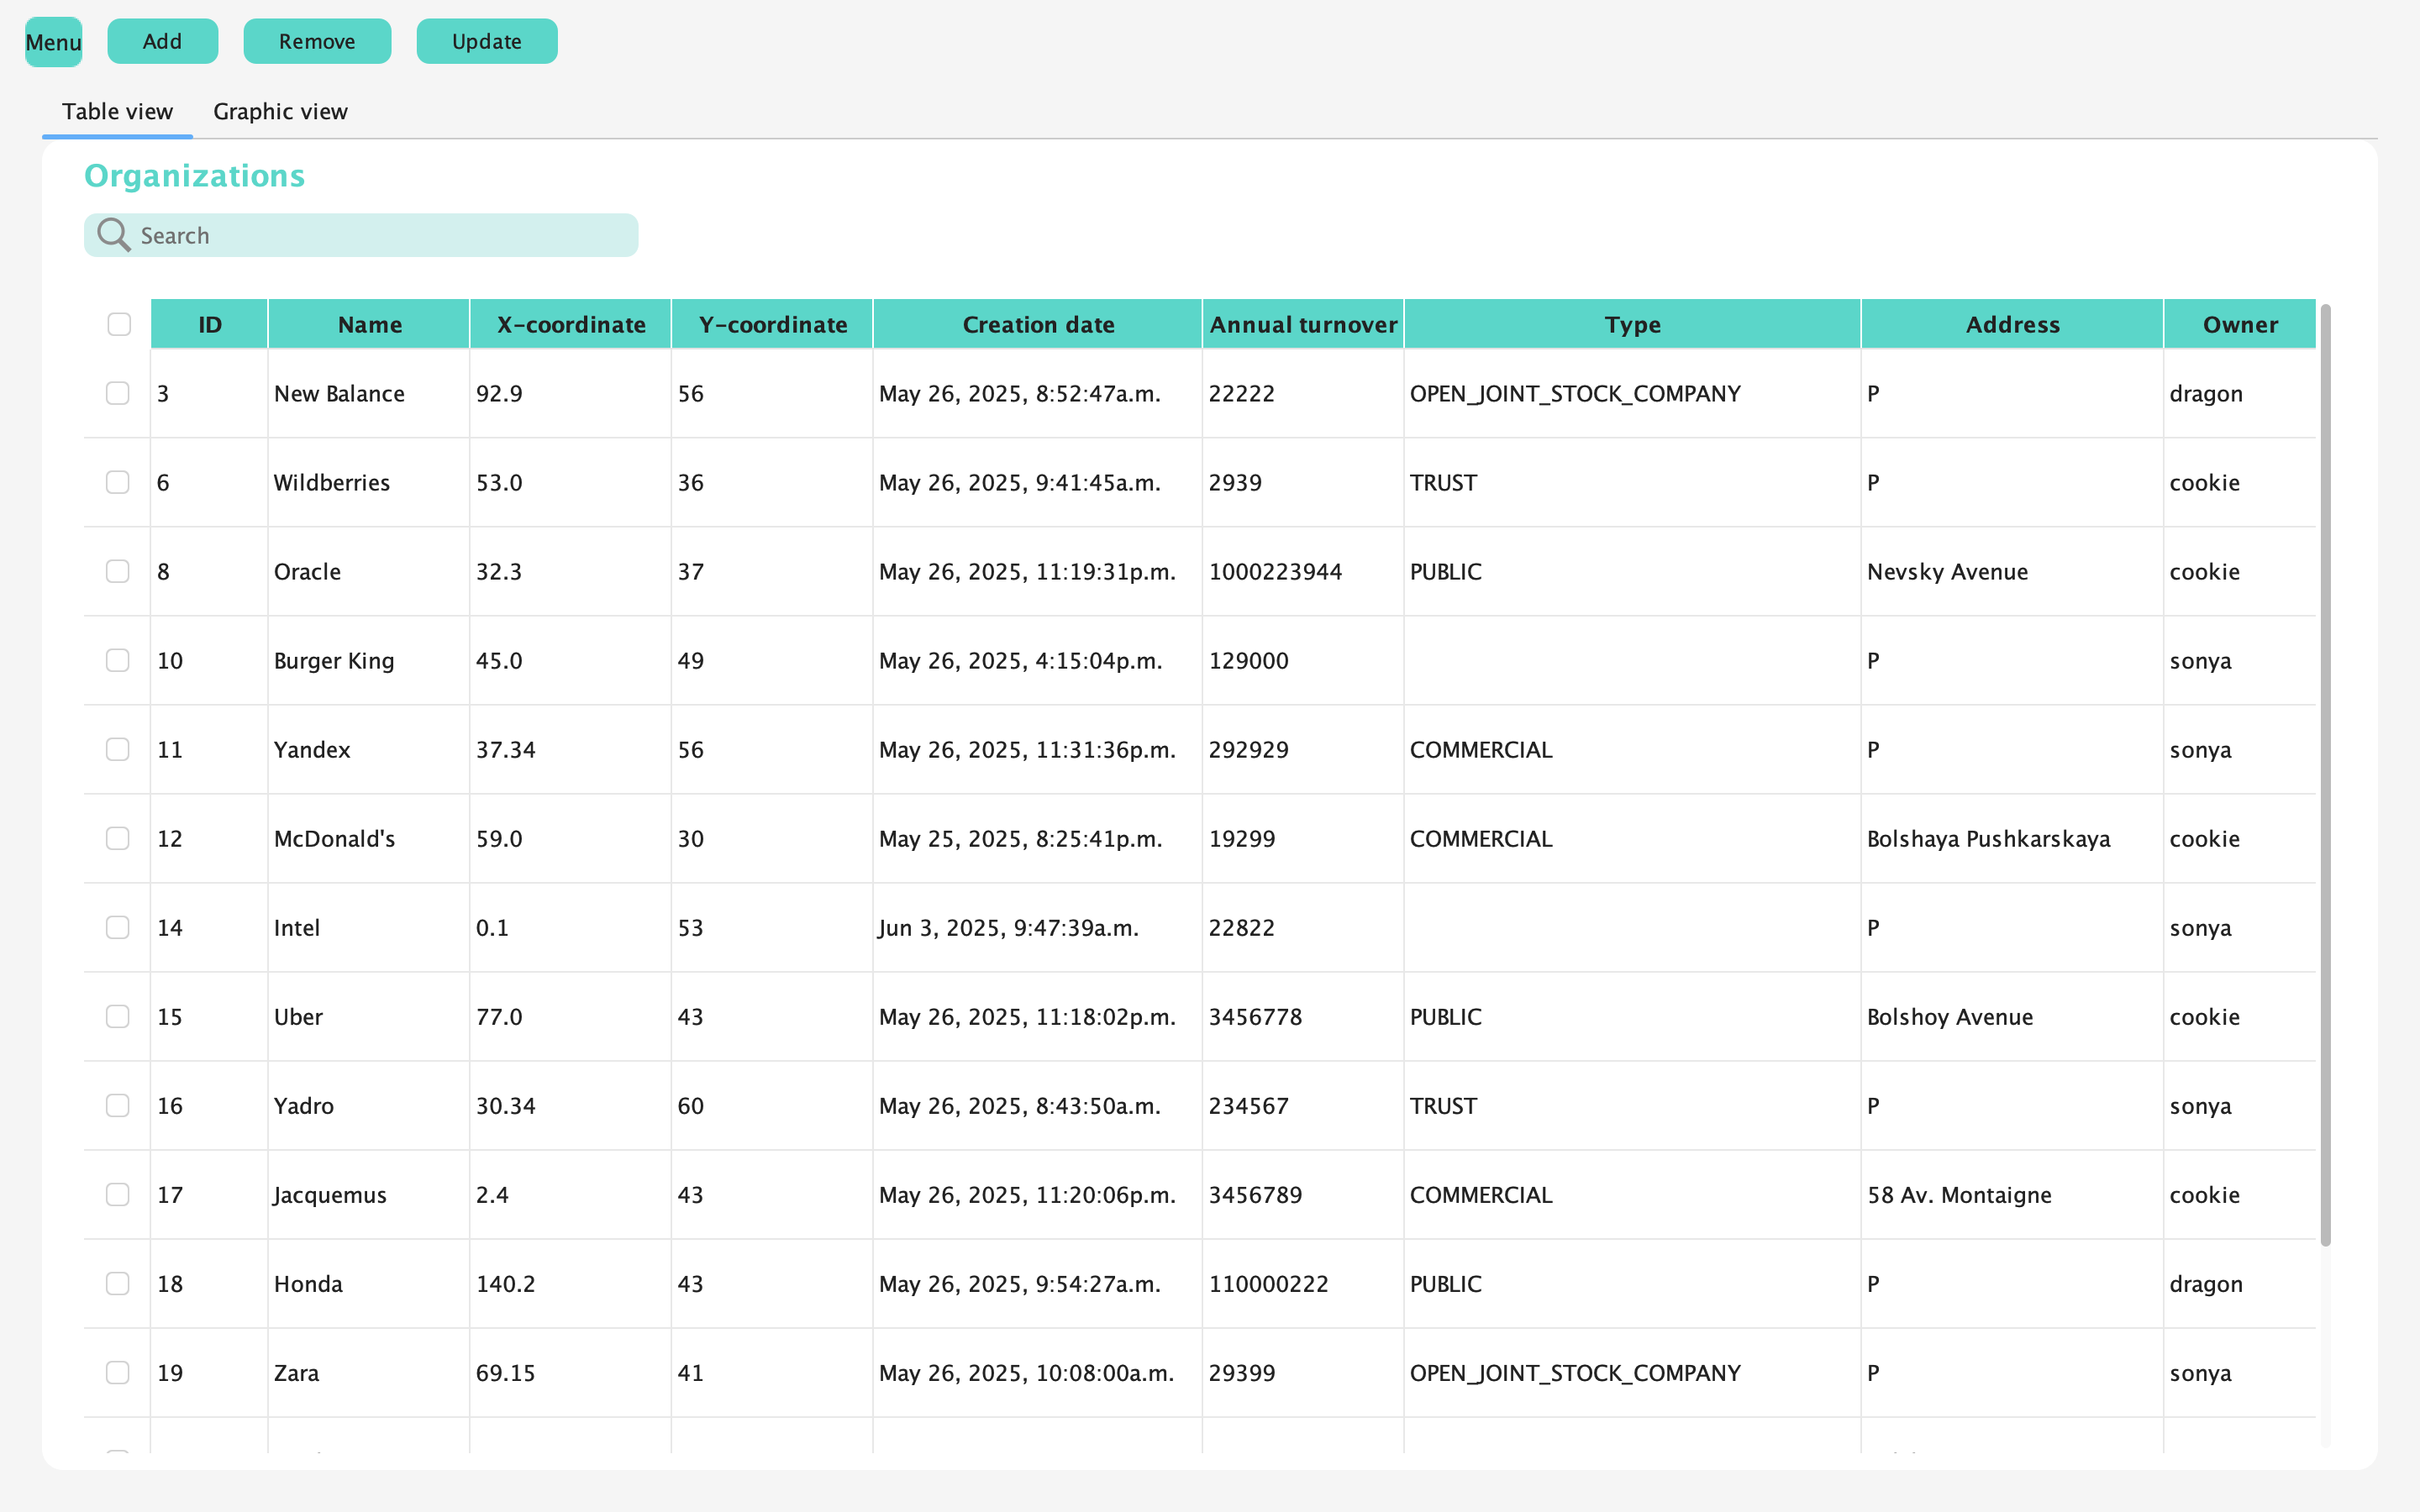 Menu Add Remove Update
Table view Graphic view
Organizations
Search
ID Name X-coordinate Y-coordinate Creation date Annual turnover Type Address Owner
3 New Balance 92.9 56 May 26, 2025, 8:52:47a.m. 22222 OPEN_JOINT_STOCK_COMPANY P dragon
6 Wildberries 53.0 36 May 26, 2025, 9:41:45a.m. 2939 TRUST P cookie
8 Oracle 32.3 37 May 26, 2025, 11:19:31p.m. 1000223944 PUBLIC Nevsky Avenue cookie
10 Burger King 45.0 49 May 26, 2025, 4:15:04p.m. 129000 P sonya
11 Yandex 37.34 56 May 26, 2025, 11:31:36p.m. 292929 COMMERCIAL P sonya
12 McDonald's 59.0 30 May 25, 2025, 8:25:41p.m. 19299 COMMERCIAL Bolshaya Pushkarskaya cookie
14 Intel 0.1 53 Jun 3, 2025, 9:47:39a.m. 22822 P sonya
15 Uber 77.0 43 May 26, 2025, 11:18:02p.m. 3456778 PUBLIC Bolshoy Avenue cookie
16 Yadro 30.34 60 May 26, 2025, 8:43:50a.m. 234567 TRUST P sonya
17 Jacquemus 2.4 43 May 26, 2025, 11:20:06p.m. 3456789 COMMERCIAL 58 Av. Montaigne cookie
18 Honda 140.2 43 May 26, 2025, 9:54:27a.m. 110000222 PUBLIC P dragon
19 Zara 69.15 41 May 26, 2025, 10:08:00a.m. 29399 OPEN_JOINT_STOCK_COMPANY P sonya